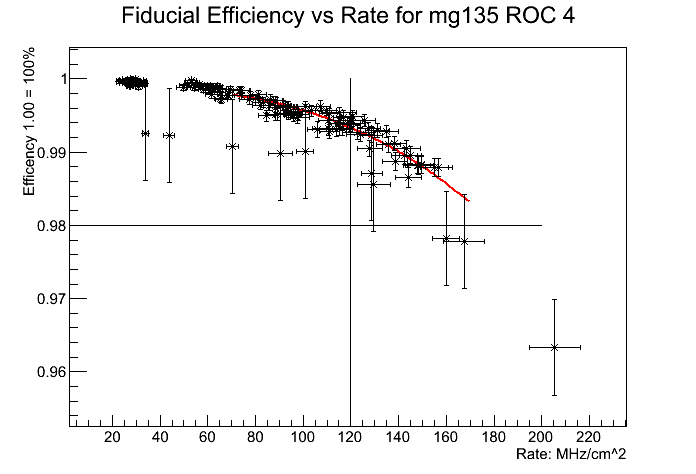 Fiducial Efficiency vs Rate for mg135 ROC 4
Efficency 1.00 = 100%
1
0.99
0.98
0.97
0.96
20 40 60 80 100 120 140 160 180 200 220
Rate: MHz/cm^2